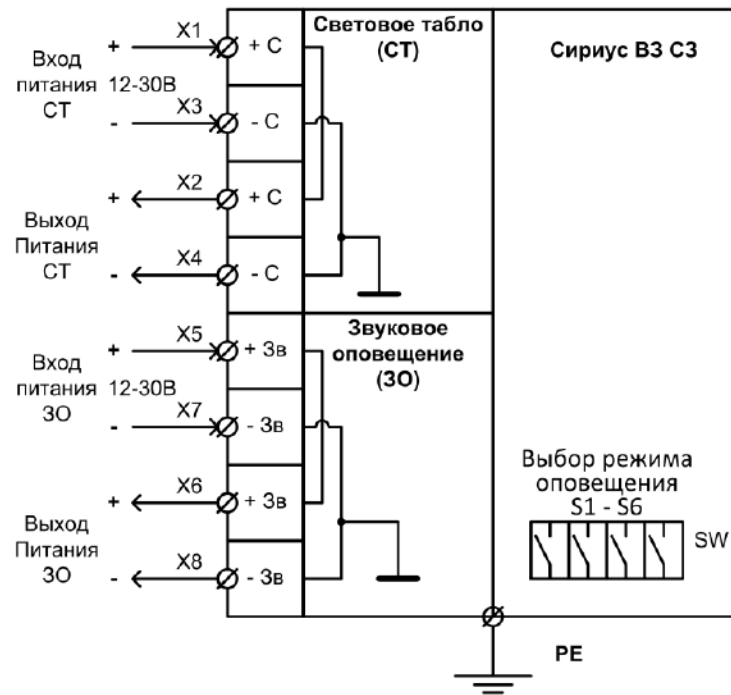 Световое табло
(СТ)
Сириус ВЗ СЗ
Вход
питания
СТ
12-30В
+
X1
+ С
-
X3
- С
Выход
Питания
СТ
+
X2
+ С
-
X4
- С
Звуковое
оповещение
(ЗО)
Вход
питания
ЗО
12-30В
+
X5
+ Зв
-
X7
- Зв
Выход
Питания
ЗО
+
X6
+ Зв
-
X8
- Зв
Выбор режима
оповещения
S1 - S6
SW
PE